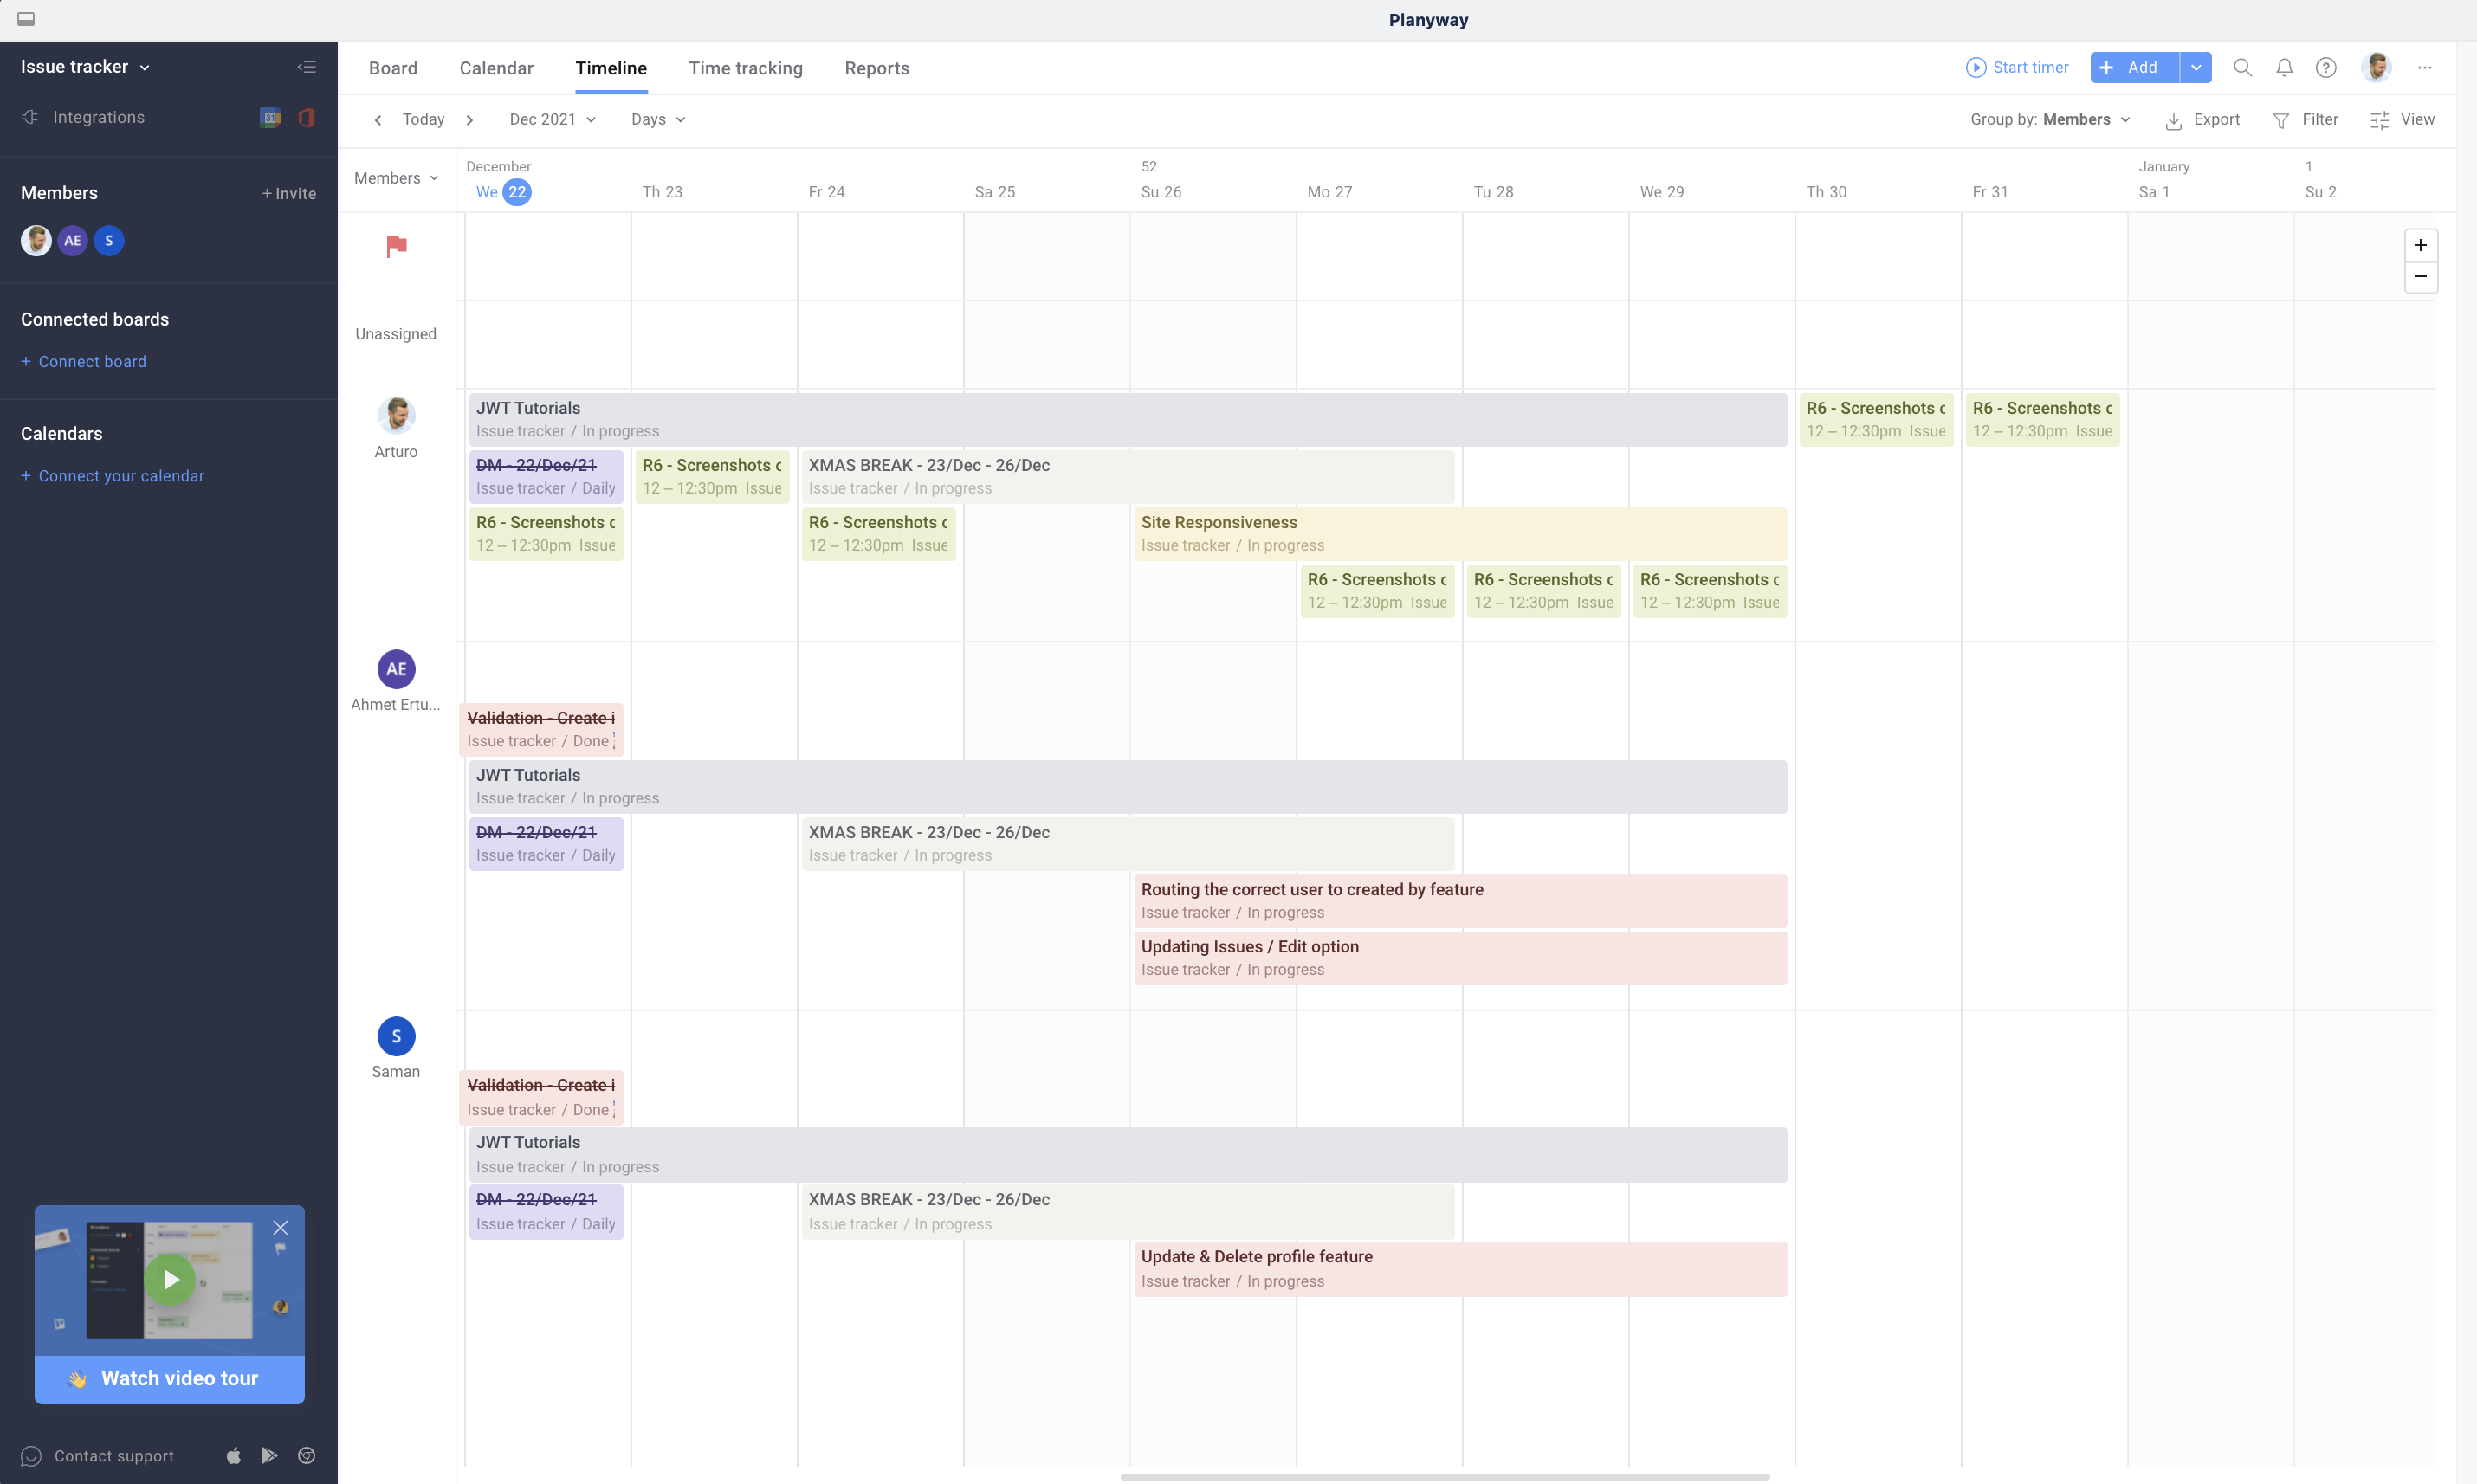 Planyway
Issue tracker
Integrations
31
Members
+ Invite
AE
S
Connected boards
+ Connect board
Calendars
+ Connect your calendar
Watch video tour
Contact support
Board
Calendar
Timeline
Time tracking
Reports
Start timer
+ Add
?
Today
Dec 2021
Days
Group by: Members
Export
Filter
View
Members
December
52
January
1
We 22
Th 23
Fr 24
Sa 25
Su 26
Mo 27
Tu 28
We 29
Th 30
Fr 31
Sa 1
Su 2
+
−
Unassigned
Arturo
JWT Tutorials
Issue tracker / In progress
R6 - Screenshots c
12 – 12:30pm Issue
R6 - Screenshots c
12 – 12:30pm Issue
DM - 22/Dec/21
Issue tracker / Daily
R6 - Screenshots c
12 – 12:30pm Issue
XMAS BREAK - 23/Dec - 26/Dec
Issue tracker / In progress
R6 - Screenshots c
12 – 12:30pm Issue
R6 - Screenshots c
12 – 12:30pm Issue
Site Responsiveness
Issue tracker / In progress
R6 - Screenshots c
12 – 12:30pm Issue
R6 - Screenshots c
12 – 12:30pm Issue
R6 - Screenshots c
12 – 12:30pm Issue
AE
Ahmet Ertu...
Validation - Create i
Issue tracker / Done
JWT Tutorials
Issue tracker / In progress
DM - 22/Dec/21
Issue tracker / Daily
XMAS BREAK - 23/Dec - 26/Dec
Issue tracker / In progress
Routing the correct user to created by feature
Issue tracker / In progress
Updating Issues / Edit option
Issue tracker / In progress
S
Saman
Validation - Create i
Issue tracker / Done
JWT Tutorials
Issue tracker / In progress
DM - 22/Dec/21
Issue tracker / Daily
XMAS BREAK - 23/Dec - 26/Dec
Issue tracker / In progress
Update & Delete profile feature
Issue tracker / In progress